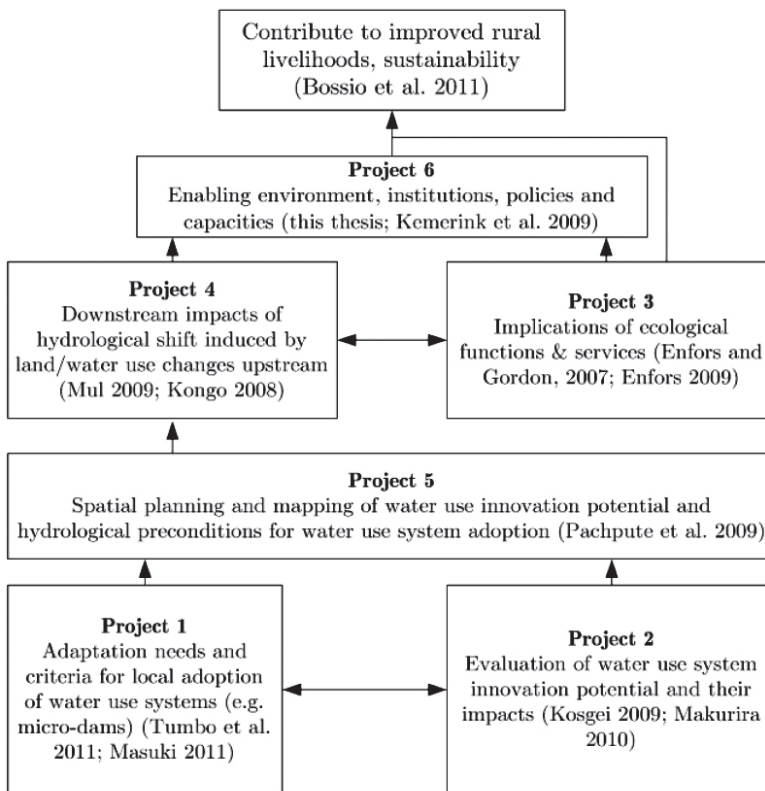 Contribute to improved rural
livelihoods, sustainability
(Bossio et al. 2011)
Project 6
Enabling environment, institutions, policies and
capacities (this thesis; Kemerink et al. 2009)
Project 4
Downstream impacts of
hydrological shift induced by
land/water use changes upstream
(Mul 2009; Kongo 2008)
Project 3
Implications of ecological
functions & services (Enfors and
Gordon, 2007; Enfors 2009)
Project 5
Spatial planning and mapping of water use innovation potential and
hydrological preconditions for water use system adoption (Pachpute et al. 2009)
Project 1
Adaptation needs and
criteria for local adoption
of water use systems (e.g.
micro-dams) (Tumbo et al.
2011; Masuki 2011)
Project 2
Evaluation of water use system
innovation potential and their
impacts (Kosgei 2009; Makurira
2010)